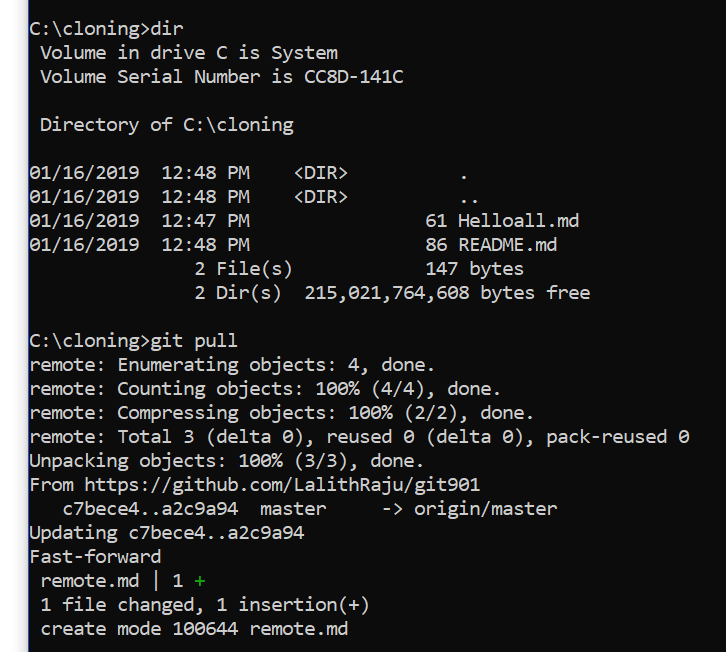 C:\cloning>dir
 Volume in drive C is System
 Volume Serial Number is CC8D-141C

 Directory of C:\cloning

01/16/2019  12:48 PM    <DIR>          .
01/16/2019  12:48 PM    <DIR>          ..
01/16/2019  12:47 PM                61 Helloall.md
01/16/2019  12:48 PM                86 README.md
               2 File(s)            147 bytes
               2 Dir(s)  215,021,764,608 bytes free

C:\cloning>git pull
remote: Enumerating objects: 4, done.
remote: Counting objects: 100% (4/4), done.
remote: Compressing objects: 100% (2/2), done.
remote: Total 3 (delta 0), reused 0 (delta 0), pack-reused 0
Unpacking objects: 100% (3/3), done.
From https://github.com/LalithRaju/git901
   c7bece4..a2c9a94  master     -> origin/master
Updating c7bece4..a2c9a94
Fast-forward
 remote.md | 1 +
 1 file changed, 1 insertion(+)
 create mode 100644 remote.md